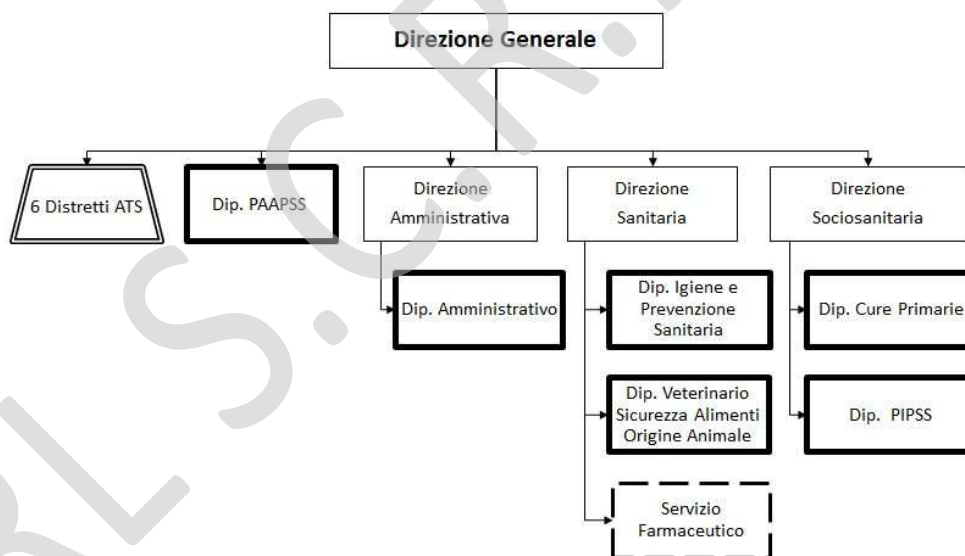 Direzione Generale
6 Distretti ATS
Dip. PAAPSS
Direzione
Amministrativa
Direzione
Sanitaria
Direzione
Sociosanitaria
Dip. Amministrativo
Dip. Igiene e
Prevenzione
Sanitaria
Dip. Cure Primarie
Dip. Veterinario
Sicurezza Alimenti
Origine Animale
Dip. PIPSS
Servizio
Farmaceutico
RL S.C.R.